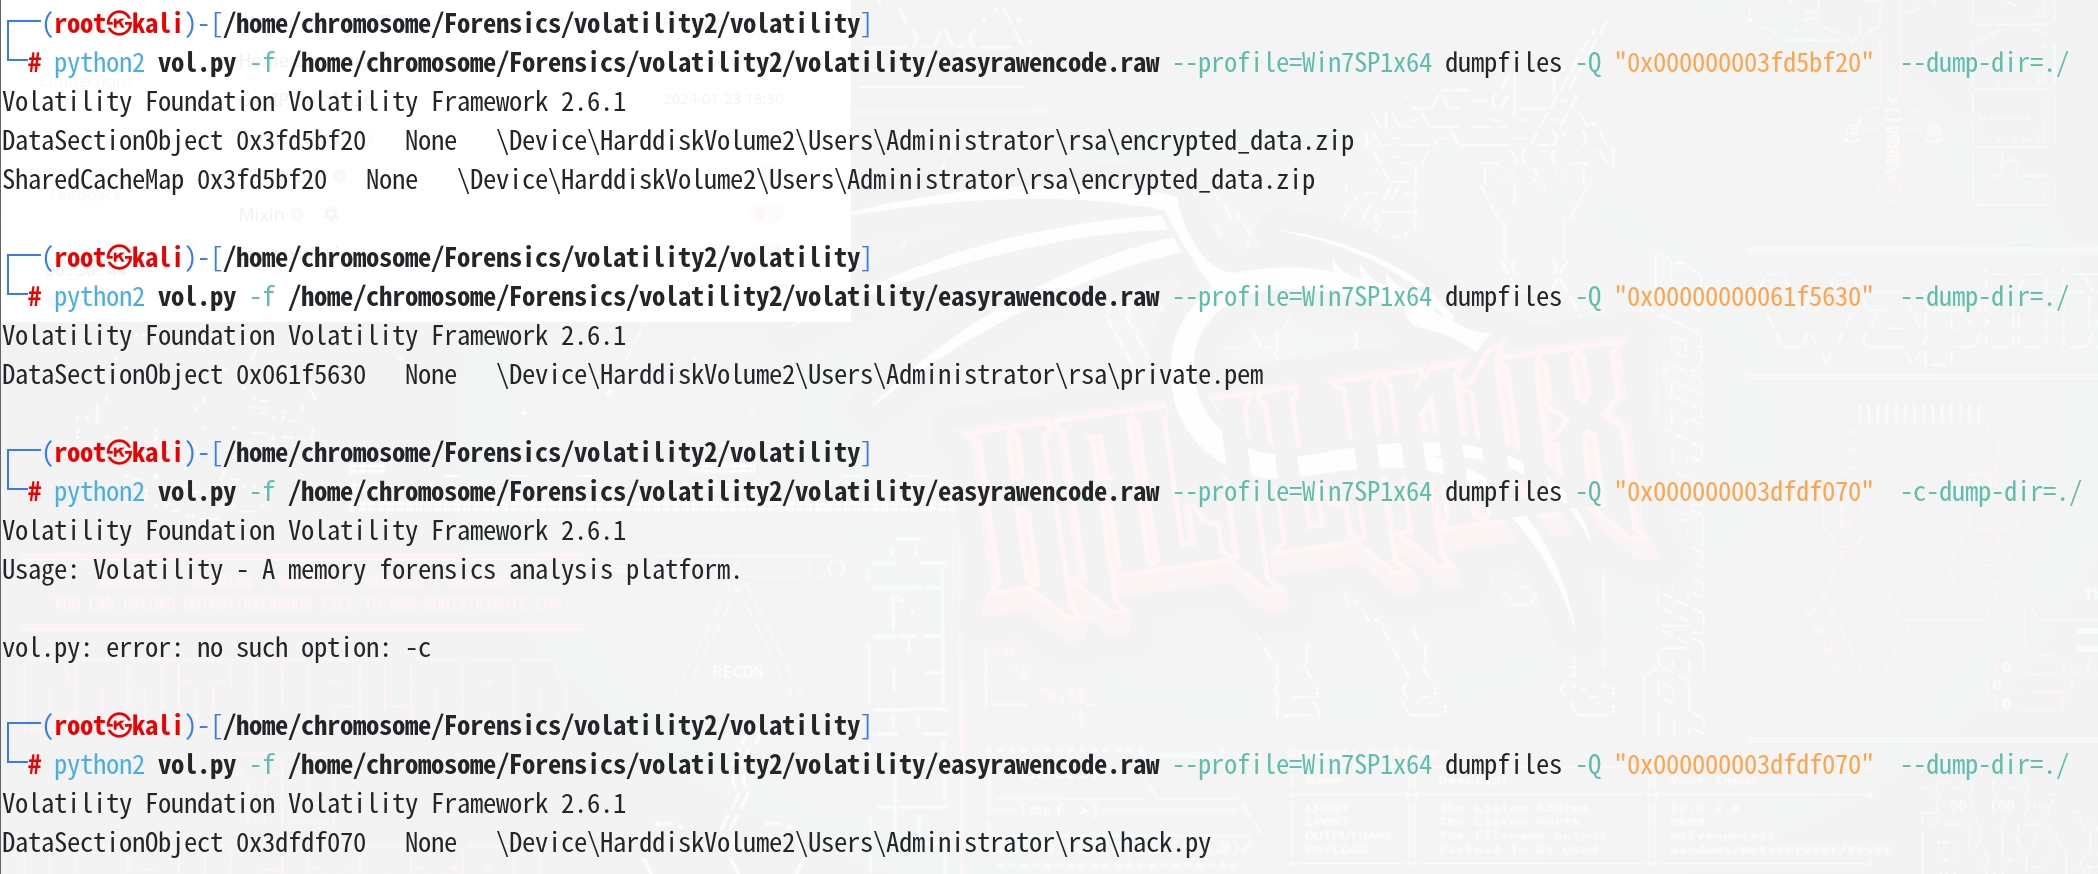 (root㉿kali)-[/home/chromosome/Forensics/volatility2/volatility]
# python2 vol.py -f /home/chromosome/Forensics/volatility2/volatility/easyrawencode.raw --profile=Win7SP1x64 dumpfiles -Q "0x000000003fd5bf20"  --dump-dir=./
Volatility Foundation Volatility Framework 2.6.1
2024-01-23 18:30
DataSectionObject 0x3fd5bf20   None   \Device\HarddiskVolume2\Users\Administrator\rsa\encrypted_data.zip
SharedCacheMap 0x3fd5bf20   None   \Device\HarddiskVolume2\Users\Administrator\rsa\encrypted_data.zip
Mixin
(root㉿kali)-[/home/chromosome/Forensics/volatility2/volatility]
# python2 vol.py -f /home/chromosome/Forensics/volatility2/volatility/easyrawencode.raw --profile=Win7SP1x64 dumpfiles -Q "0x00000000061f5630"  --dump-dir=./
Volatility Foundation Volatility Framework 2.6.1
DataSectionObject 0x061f5630   None   \Device\HarddiskVolume2\Users\Administrator\rsa\private.pem
(root㉿kali)-[/home/chromosome/Forensics/volatility2/volatility]
# python2 vol.py -f /home/chromosome/Forensics/volatility2/volatility/easyrawencode.raw --profile=Win7SP1x64 dumpfiles -Q "0x000000003dfdf070"  -c-dump-dir=./
Volatility Foundation Volatility Framework 2.6.1
Usage: Volatility - A memory forensics analysis platform.
vol.py: error: no such option: -c
RECON
(root㉿kali)-[/home/chromosome/Forensics/volatility2/volatility]
# python2 vol.py -f /home/chromosome/Forensics/volatility2/volatility/easyrawencode.raw --profile=Win7SP1x64 dumpfiles -Q "0x000000003dfdf070"  --dump-dir=./
Volatility Foundation Volatility Framework 2.6.1
DataSectionObject 0x3dfdf070   None   \Device\HarddiskVolume2\Users\Administrator\rsa\hack.py